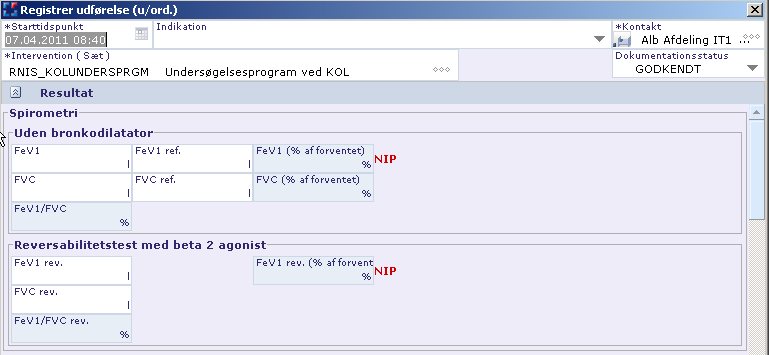 Registrer udførelse (u/ord.)
*Starttidspunkt Indikation *Kontakt
07.04.2011 08:40 Alb Afdeling IT1 ...
*Intervention ( Sæt ) Dokumentationsstatus
RNIS_KOLUNDERSPRGM Undersøgelsesprogram ved KOL GODKENDT
Resultat
Spirometri
Uden bronkodilatator
FeV1 FeV1 ref. FeV1 (% af forventet)
l l % NIP
FVC FVC ref. FVC (% af forventet)
l l %
FeV1/FVC
%
Reversabilitetstest med beta 2 agonist
FeV1 rev. FeV1 rev. (% af forvent
l % NIP
FVC rev.
l
FeV1/FVC rev.
%